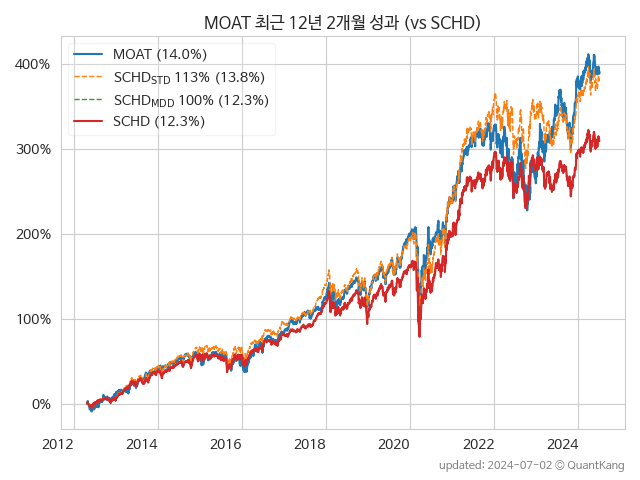 MOAT 최근 12년 2개월 성과 (vs SCHD)
MOAT (14.0%)
SCHD_STD 113% (13.8%)
SCHD_MDD 100% (12.3%)
SCHD (12.3%)
400%
300%
200%
100%
0%
2012 2014 2016 2018 2020 2022 2024
updated: 2024-07-02 © QuantKang